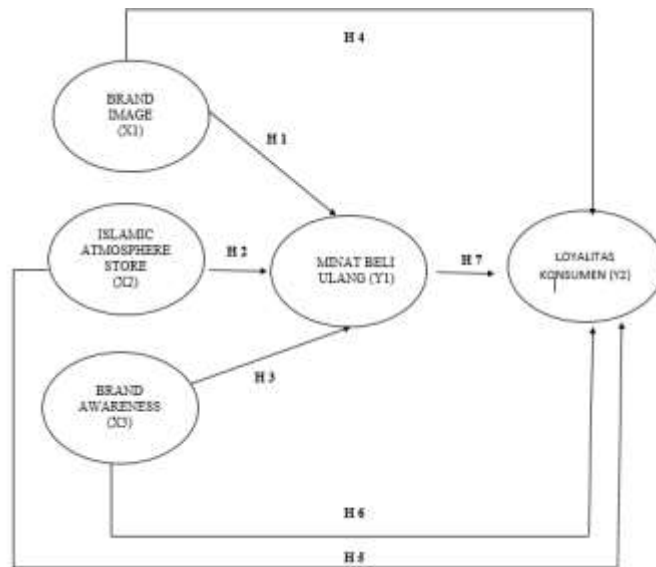 H 4
BRAND
IMAGE
(X1)
H 1
ISLAMIC
ATMOSPHERE
STORE
(X2)
H 2
MINAT BELI
ULANG (Y1)
H 7
LOYALITAS
KONSUMEN (Y2)
H 3
BRAND
AWARENESS
(X3)
H 6
H 5